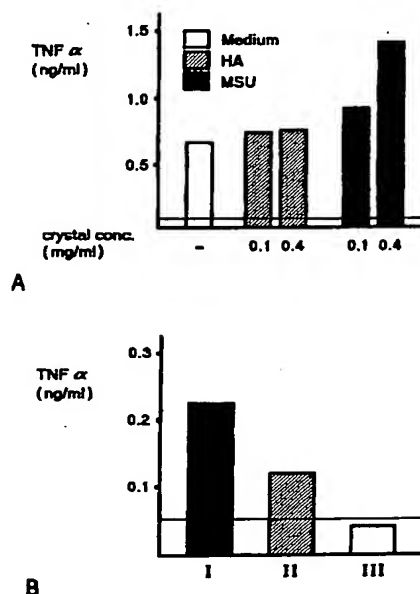 TNF α
(ng/ml)
1.5
1.0
0.5
Medium
HA
MSU
crystal conc.
(mg/ml)
- 0.1 0.4 0.1 0.4
A
TNF α
(ng/ml)
0.3
0.2
0.1
I II III
B